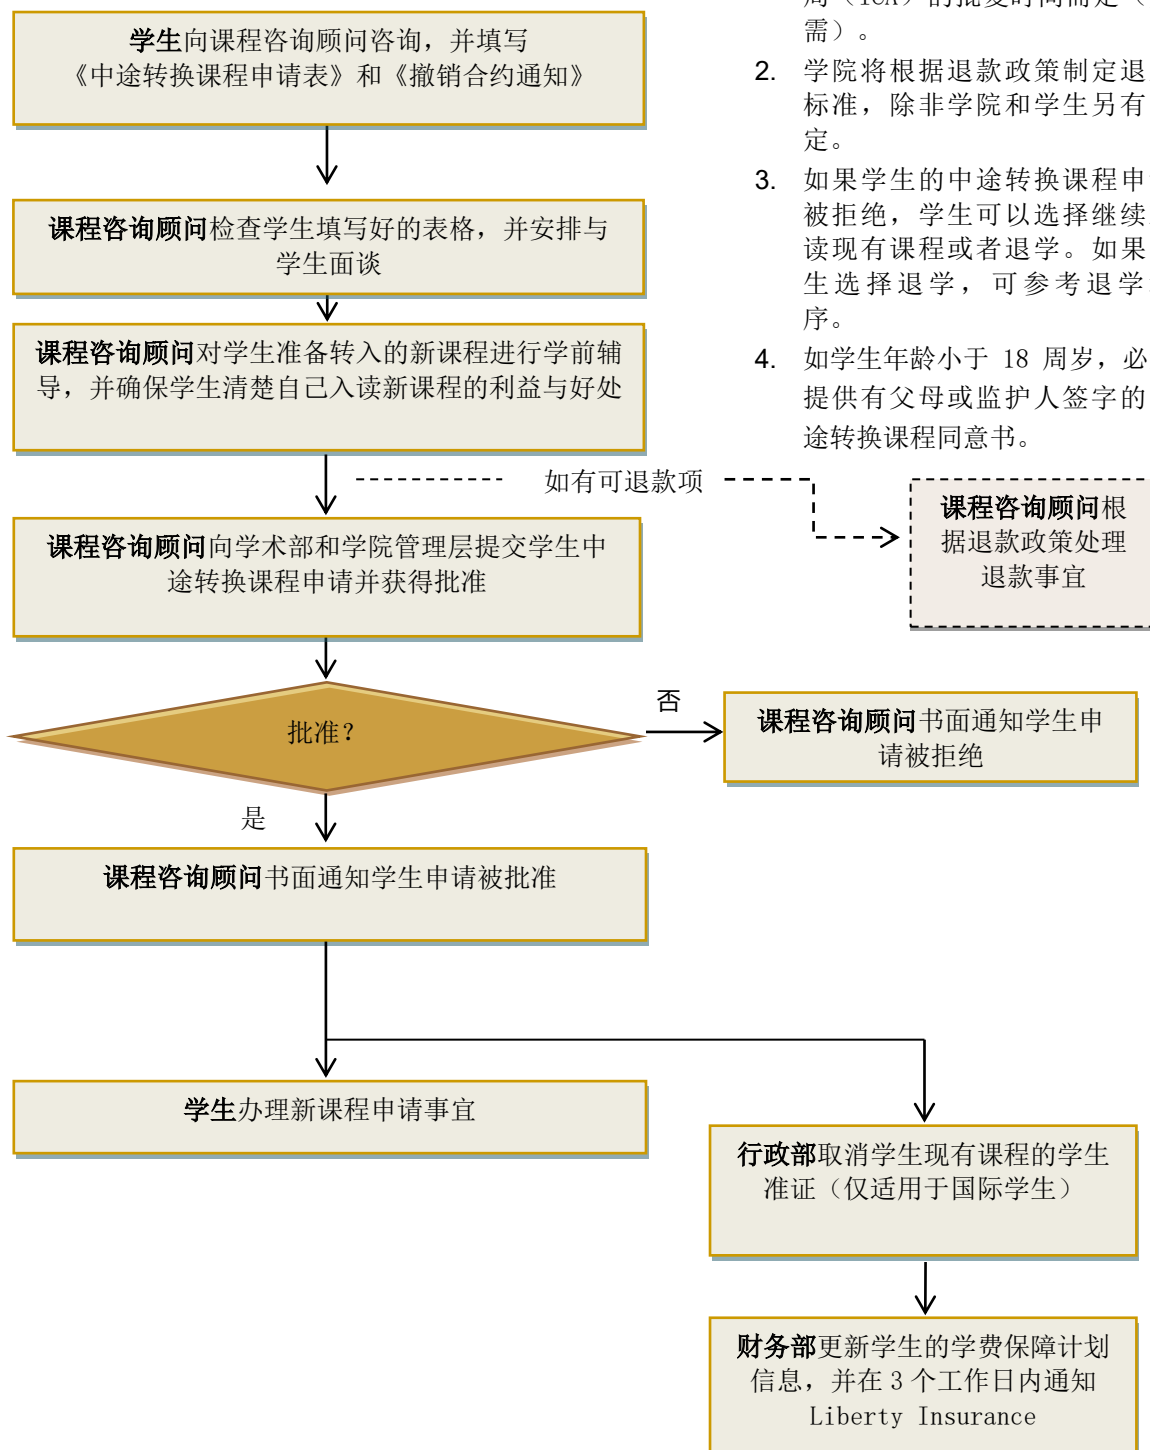 学生向课程咨询顾问咨询，并填写
《中途转换课程申请表》和《撤销合约通知》
课程咨询顾问检查学生填写好的表格，并安排与
学生面谈
课程咨询顾问对学生准备转入的新课程进行学前辅
导，并确保学生清楚自己入读新课程的利益与好处
（ICA）的批复时间而定（
需）。
2. 学院将根据退款政策制定退
标准，除非学院和学生另有
定。
3. 如果学生的中途转换课程申
被拒绝，学生可以选择继续
读现有课程或者退学。如果
生选择退学，可参考退学
序。
4. 如学生年龄小于 18 周岁，必
提供有父母或监护人签字的
途转换课程同意书。
如有可退款项
课程咨询顾问根
据退款政策处理
退款事宜
课程咨询顾问向学术部和学院管理层提交学生中
途转换课程申请并获得批准
批准？
否
课程咨询顾问书面通知学生申
请被拒绝
是
课程咨询顾问书面通知学生申请被批准
学生办理新课程申请事宜
行政部取消学生现有课程的学生
准证（仅适用于国际学生）
财务部更新学生的学费保障计划
信息，并在 3 个工作日内通知
Liberty Insurance